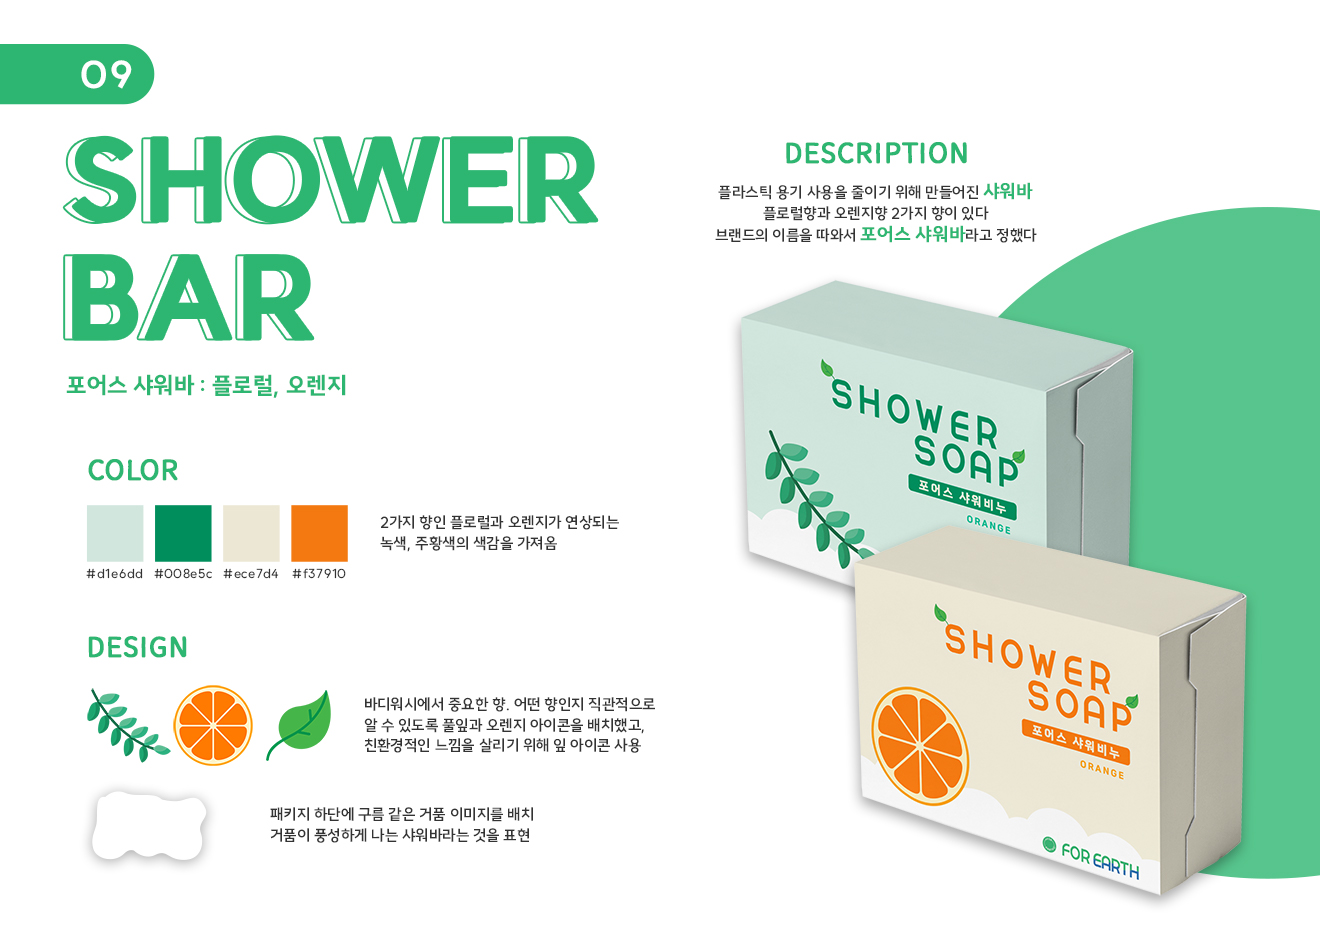 09
SHOWER
BAR
포어스 샤워바 : 플로럴, 오렌지
COLOR
#d1e6dd #008e5c #ece7d4 #f37910
2가지 향인 플로럴과 오렌지가 연상되는
녹색, 주황색의 색감을 가져옴
DESIGN
바디워시에서 중요한 향. 어떤 향인지 직관적으로
알 수 있도록 풀잎과 오렌지 아이콘을 배치했고,
친환경적인 느낌을 살리기 위해 잎 아이콘 사용
패키지 하단에 구름 같은 거품 이미지를 배치
거품이 풍성하게 나는 샤워바라는 것을 표현
DESCRIPTION
플라스틱 용기 사용을 줄이기 위해 만들어진 샤워바
플로럴향과 오렌지향 2가지 향이 있다
브랜드의 이름을 따와서 포어스 샤워바라고 정했다
SHOWER
SOAP
포어스 샤워비누
ORANGE
SHOWER
SOAP
포어스 샤워비누
ORANGE
FOR EARTH